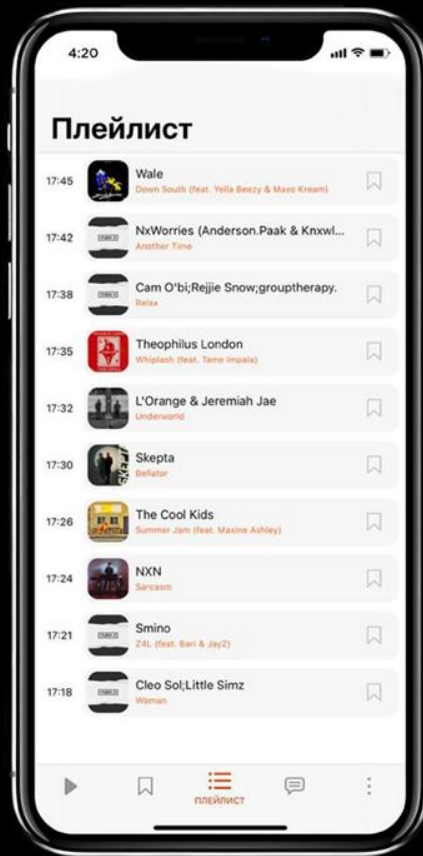 4:20
Плейлист
17:45
Wale
Down South (feat. Yella Beezy & Maxo Kream)
17:42
NxWorries (Anderson.Paak & Knxwl...
Another Time
17:38
Cam O'bi;Rejjie Snow;grouptherapy.
Relax
17:35
Theophilus London
Whiplash (feat. Tame Impala)
17:32
L'Orange & Jeremiah Jae
Underworld
17:30
SKEPTA
Skepta
Bellator
17:26
The Cool Kids
Summer Jam (feat. Maxine Ashley)
17:24
NXN
Sarcasm
17:21
Smino
Z4L (feat. Bari & Jay2)
17:18
Cleo Sol;Little Simz
Woman
ПЛЕЙЛИСТ